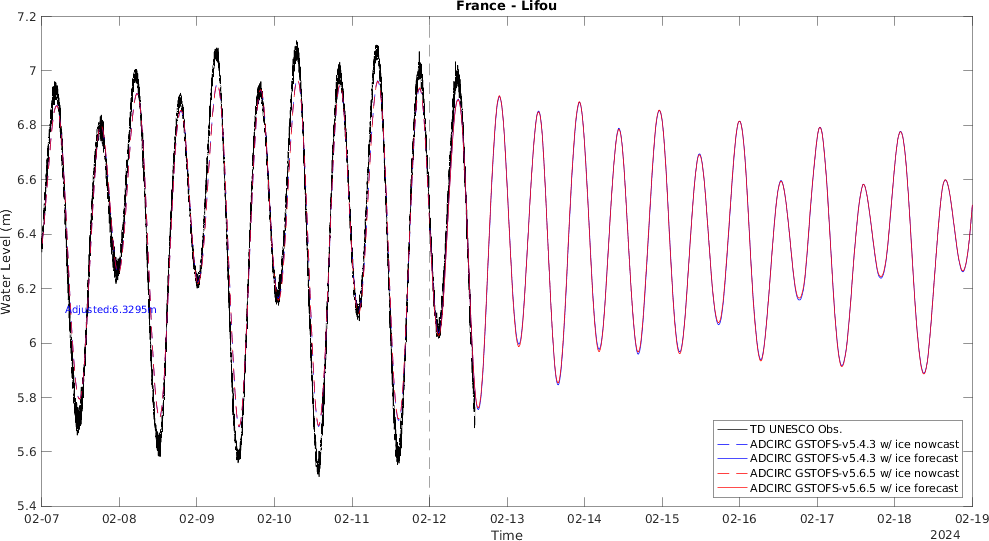 France - Lifou
7.2
7
6.8
6.6
6.4
6.2
6
5.8
5.6
5.4
Water Level (m)
Adjusted:6.3295m
TD UNESCO Obs.
ADCIRC GSTOFS-v5.4.3 w/ ice nowcast
ADCIRC GSTOFS-v5.4.3 w/ ice forecast
ADCIRC GSTOFS-v5.6.5 w/ ice nowcast
ADCIRC GSTOFS-v5.6.5 w/ ice forecast
02-07 02-08 02-09 02-10 02-11 02-12 02-13 02-14 02-15 02-16 02-17 02-18 02-19
Time
2024